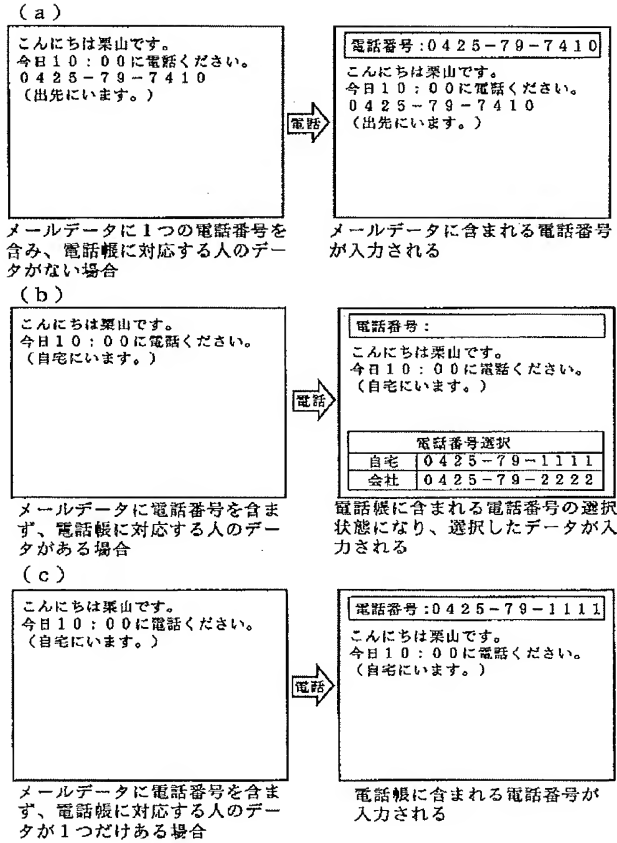 (a)
こんにちは栗山です。
今日10:00に電話ください。
0425-79-7410
(出先にいます。)
電話
電話番号:0425-79-7410
こんにちは栗山です。
今日10:00に電話ください。
0425-79-7410
(出先にいます。)
メールデータに1つの電話番号を
含み、電話帳に対応する人のデー
タがない場合
メールデータに含まれる電話番号
が入力される
(b)
こんにちは栗山です。
今日10:00に電話ください。
(自宅にいます。)
電話
電話番号:
こんにちは栗山です。
今日10:00に電話ください。
(自宅にいます。)
電話番号選択
自宅 0425-79-1111
会社 0425-79-2222
メールデータに電話番号を含ま
ず、電話帳に対応する人のデー
タがある場合
電話帳に含まれる電話番号の選択
状態になり、選択したデータが入
力される
(c)
こんにちは栗山です。
今日10:00に電話ください。
(自宅にいます。)
電話
電話番号:0425-79-1111
こんにちは栗山です。
今日10:00に電話ください。
(自宅にいます。)
メールデータに電話番号を含ま
ず、電話帳に対応する人のデー
タが1つだけある場合
電話帳に含まれる電話番号が
入力される